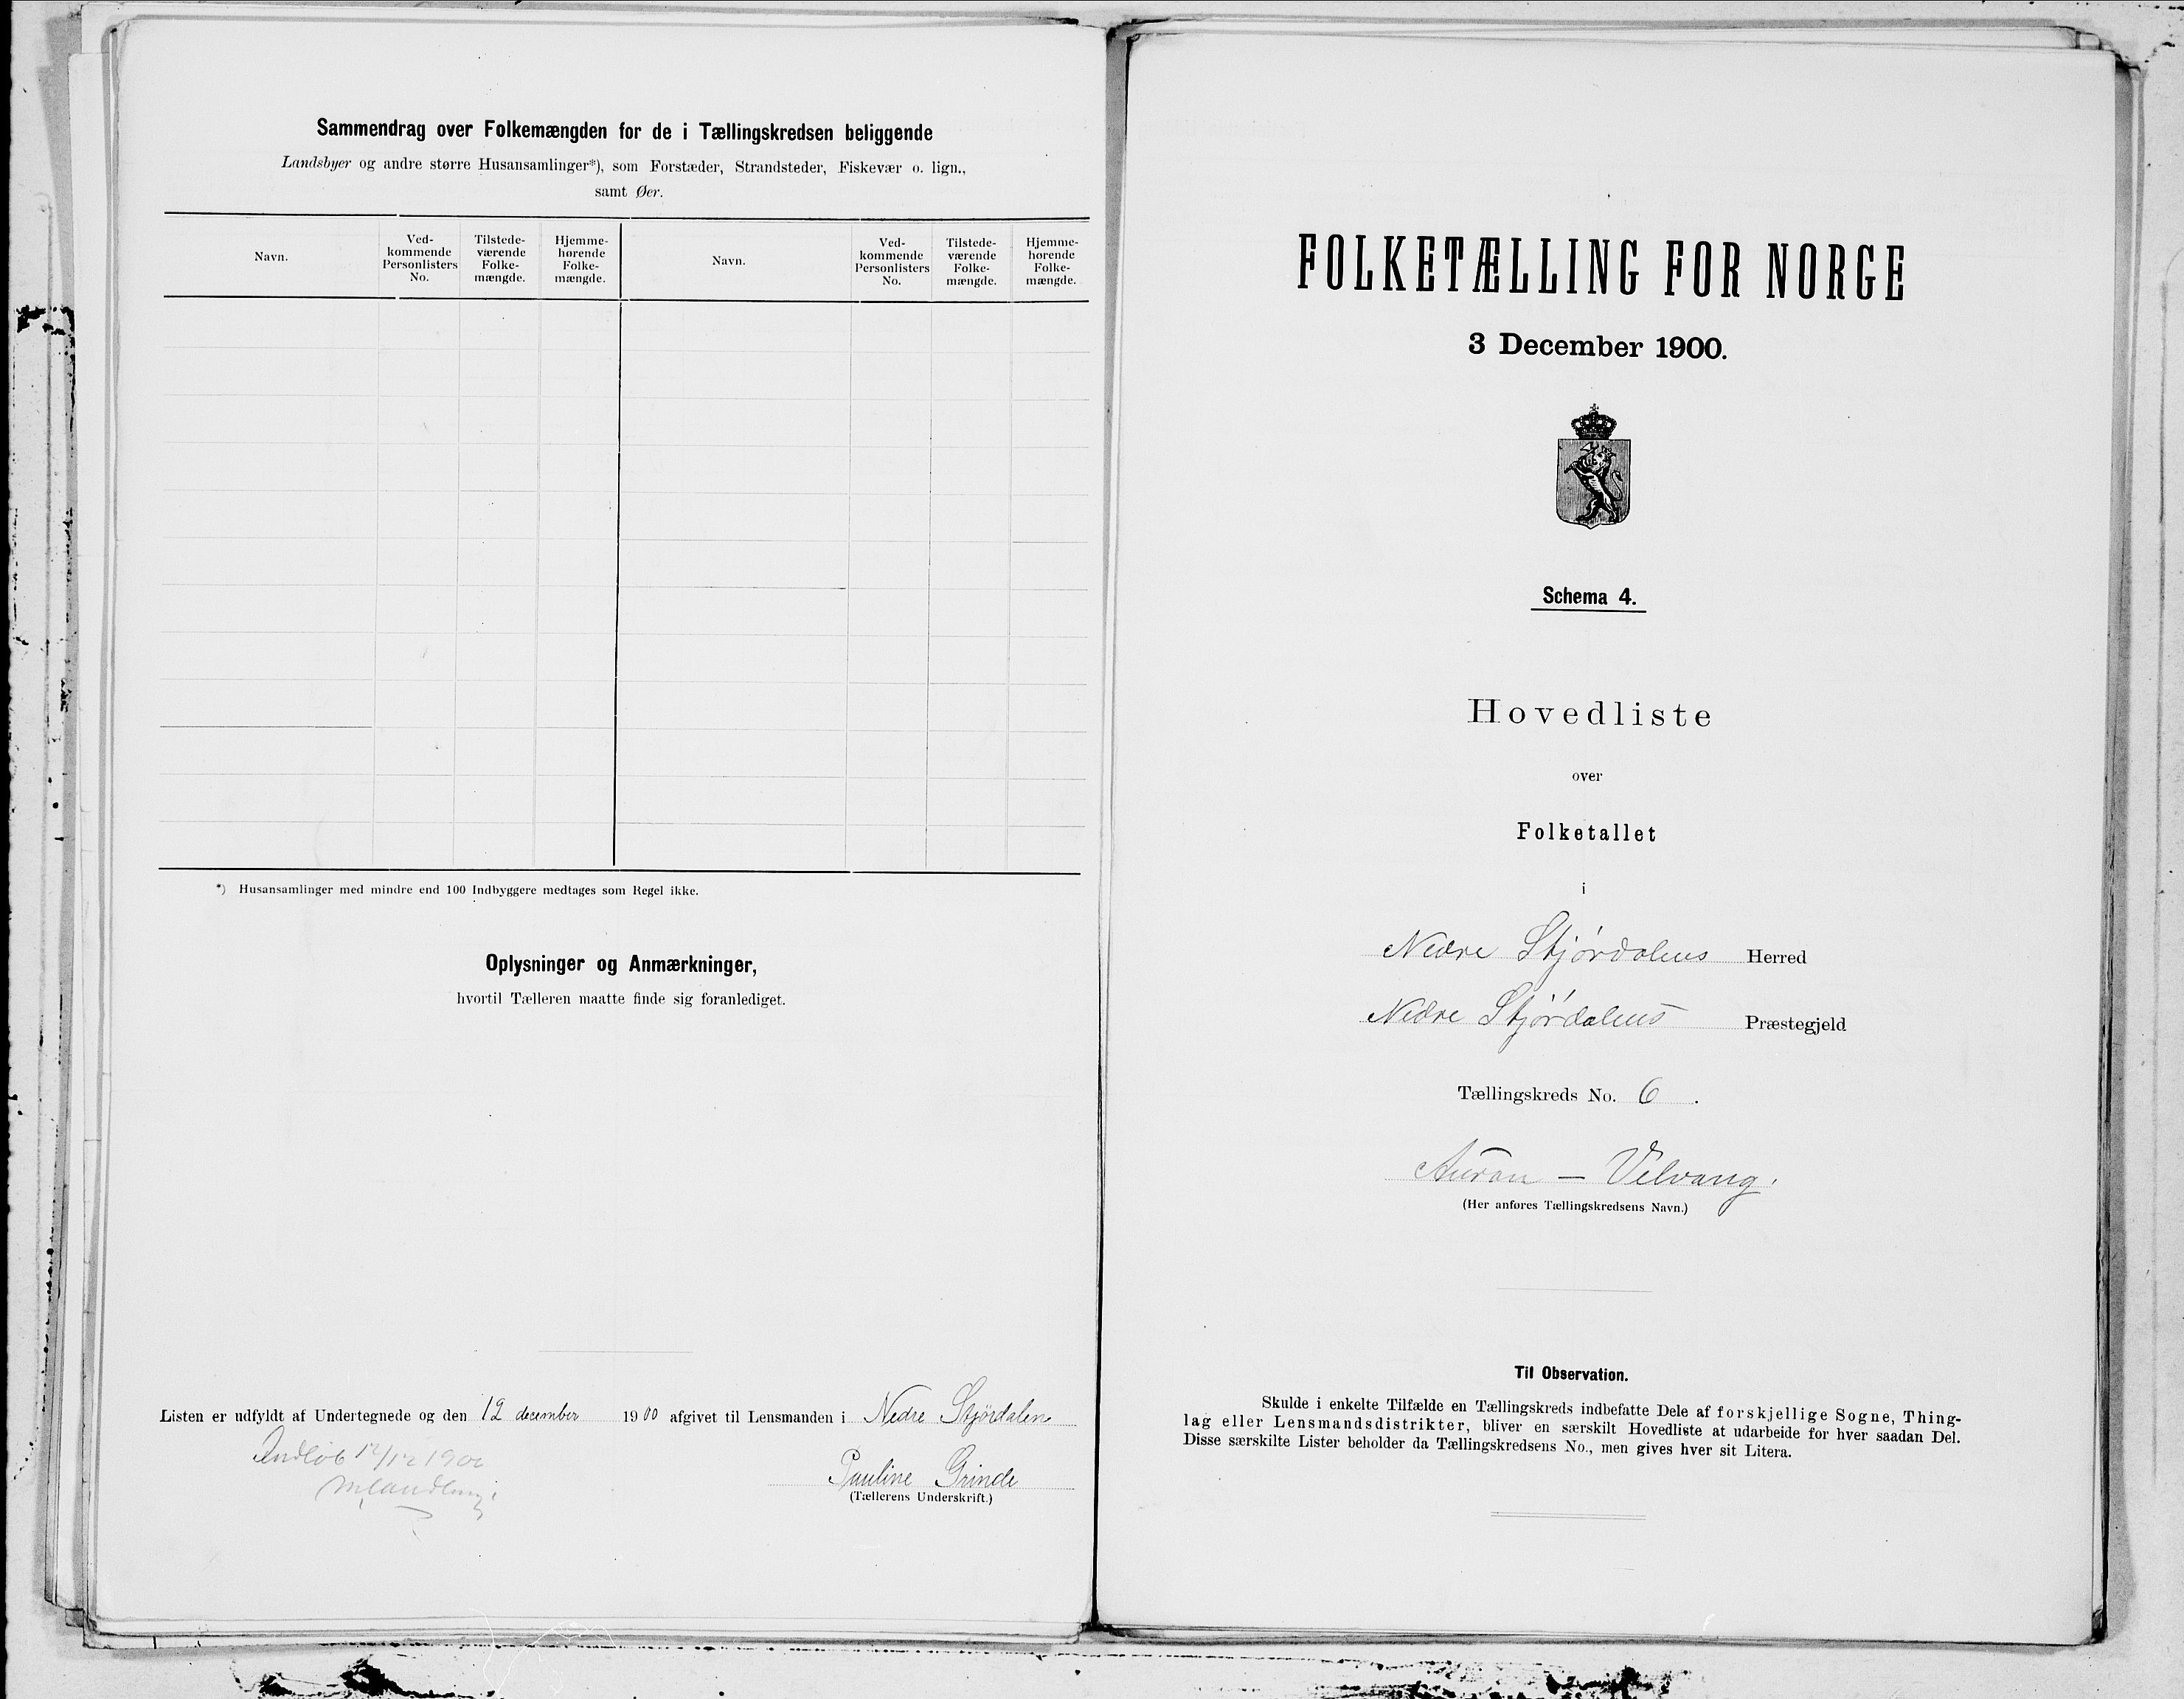 Sammendrag over Folkemængden for de i Tællingskredsen beliggende
Landsbyer og andre større Husansamlinger*), som Forstæder, Strandsteder, Fiskevær o. lign.,
samt Øer.
Navn.
Ved-
kommende
Personlisters
No.
Tilstede-
værende
Folke-
mængde.
Hjemme-
hørende
Folke-
mængde.
Navn.
Ved-
kommende
Personlisters
No.
Tilstede-
værende
Folke-
mængde.
Hjemme-
hørende
Folke-
mængde.
*) Husansamlinger med mindre end 100 Indbyggere medtages som Regel ikke.
Oplysninger og Anmærkninger,
hvortil Tælleren maatte finde sig foranlediget.
Listen er udfyldt af Undertegnede og den 12 december 1900 afgivet til Lensmanden i Nedre Stjørdalen
Indløb 12/12 1900
Pauline Grinde
(Tællerens Underskrift.)
FOLKETÆLLING FOR NORGE
3 December 1900.
Schema 4.
Hovedliste
over
Folketallet
i
Nedre Stjørdalens Herred
Nedre Stjørdalens Præstegjeld
Tællingskreds No. 6.
Auran — Velvang.
(Her anføres Tællingskredsens Navn.)
Til Observation.
Skulde i enkelte Tilfælde en Tællingskreds indbefatte Dele af forskjellige Sogne, Thing-
lag eller Lensmandsdistrikter, bliver en særskilt Hovedliste at udarbeide for hver saadan Del.
Disse særskilte Lister beholder da Tællingskredsens No., men gives hver sit Litera.